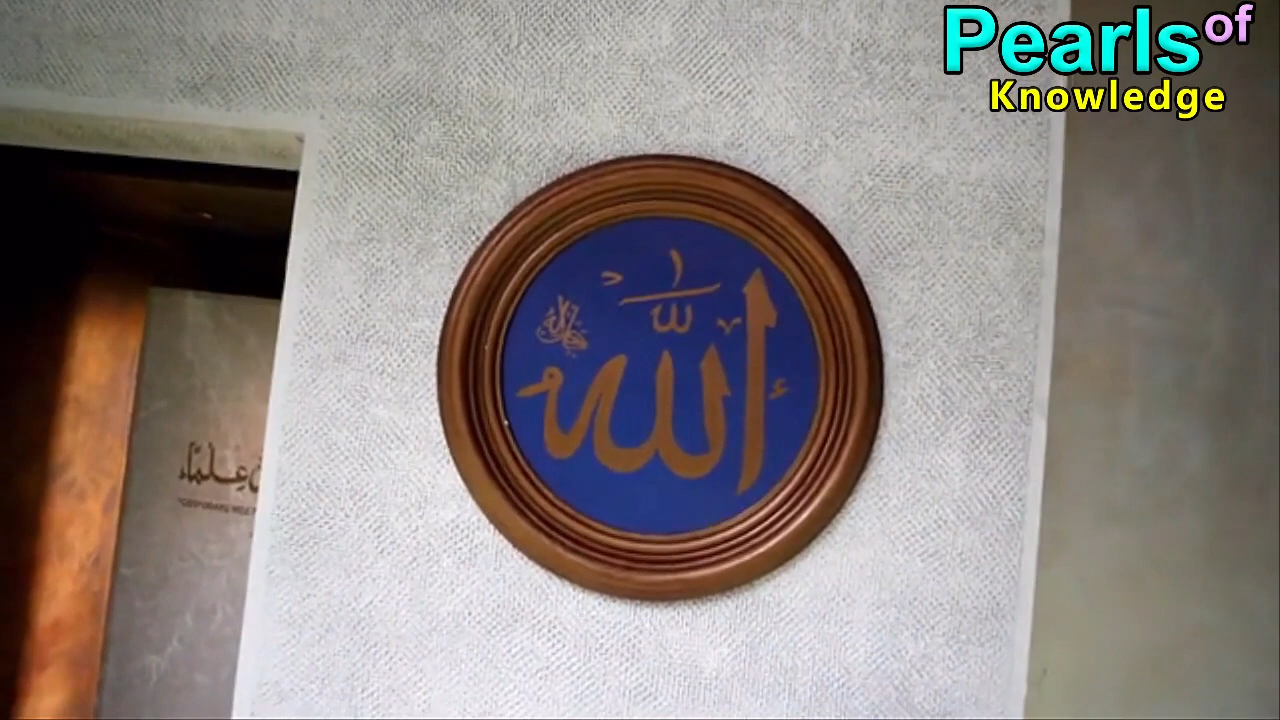 Pearls of
Knowledge
الله
جل جلاله
عِلْمًا